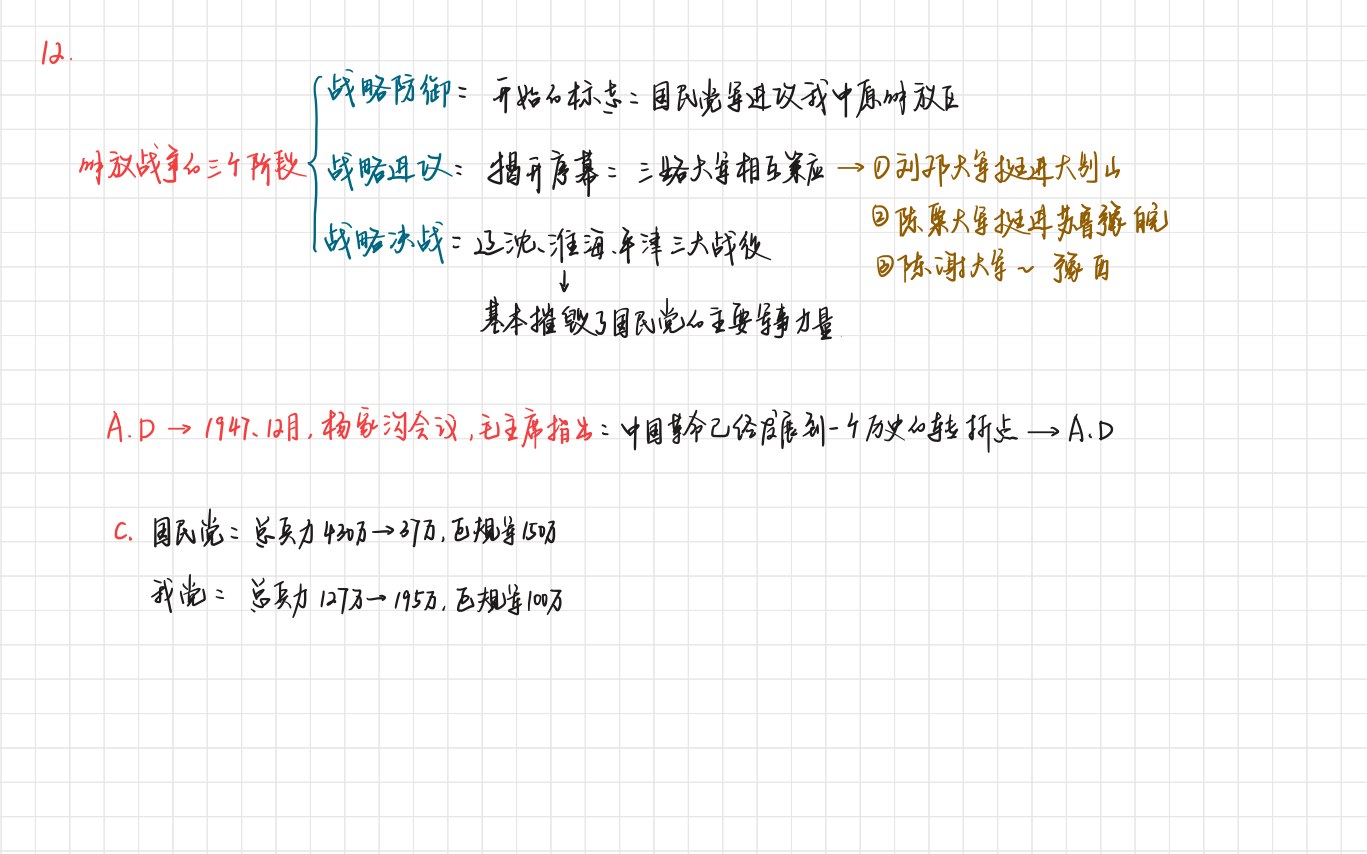 12.
解放战争的三个阶段
战略防御： 开始的标志：国民党军进攻我中原解放区
战略进攻： 揭开序幕：三路大军相互策应 → ①刘邓大军挺进大别山
②陈粟大军挺进苏鲁豫皖
③陈谢大军～ 豫西
战略决战：辽沈、淮海、平津三大战役
↓
基本摧毁了国民党的主要军事力量
A.D → 1947、12月，杨家沟会议，毛主席指出：中国革命已经发展到一个历史的转折点 → A.D
C. 国民党：总兵力430万→37万，正规军150万
我党： 总兵力127万→195万，正规军100万